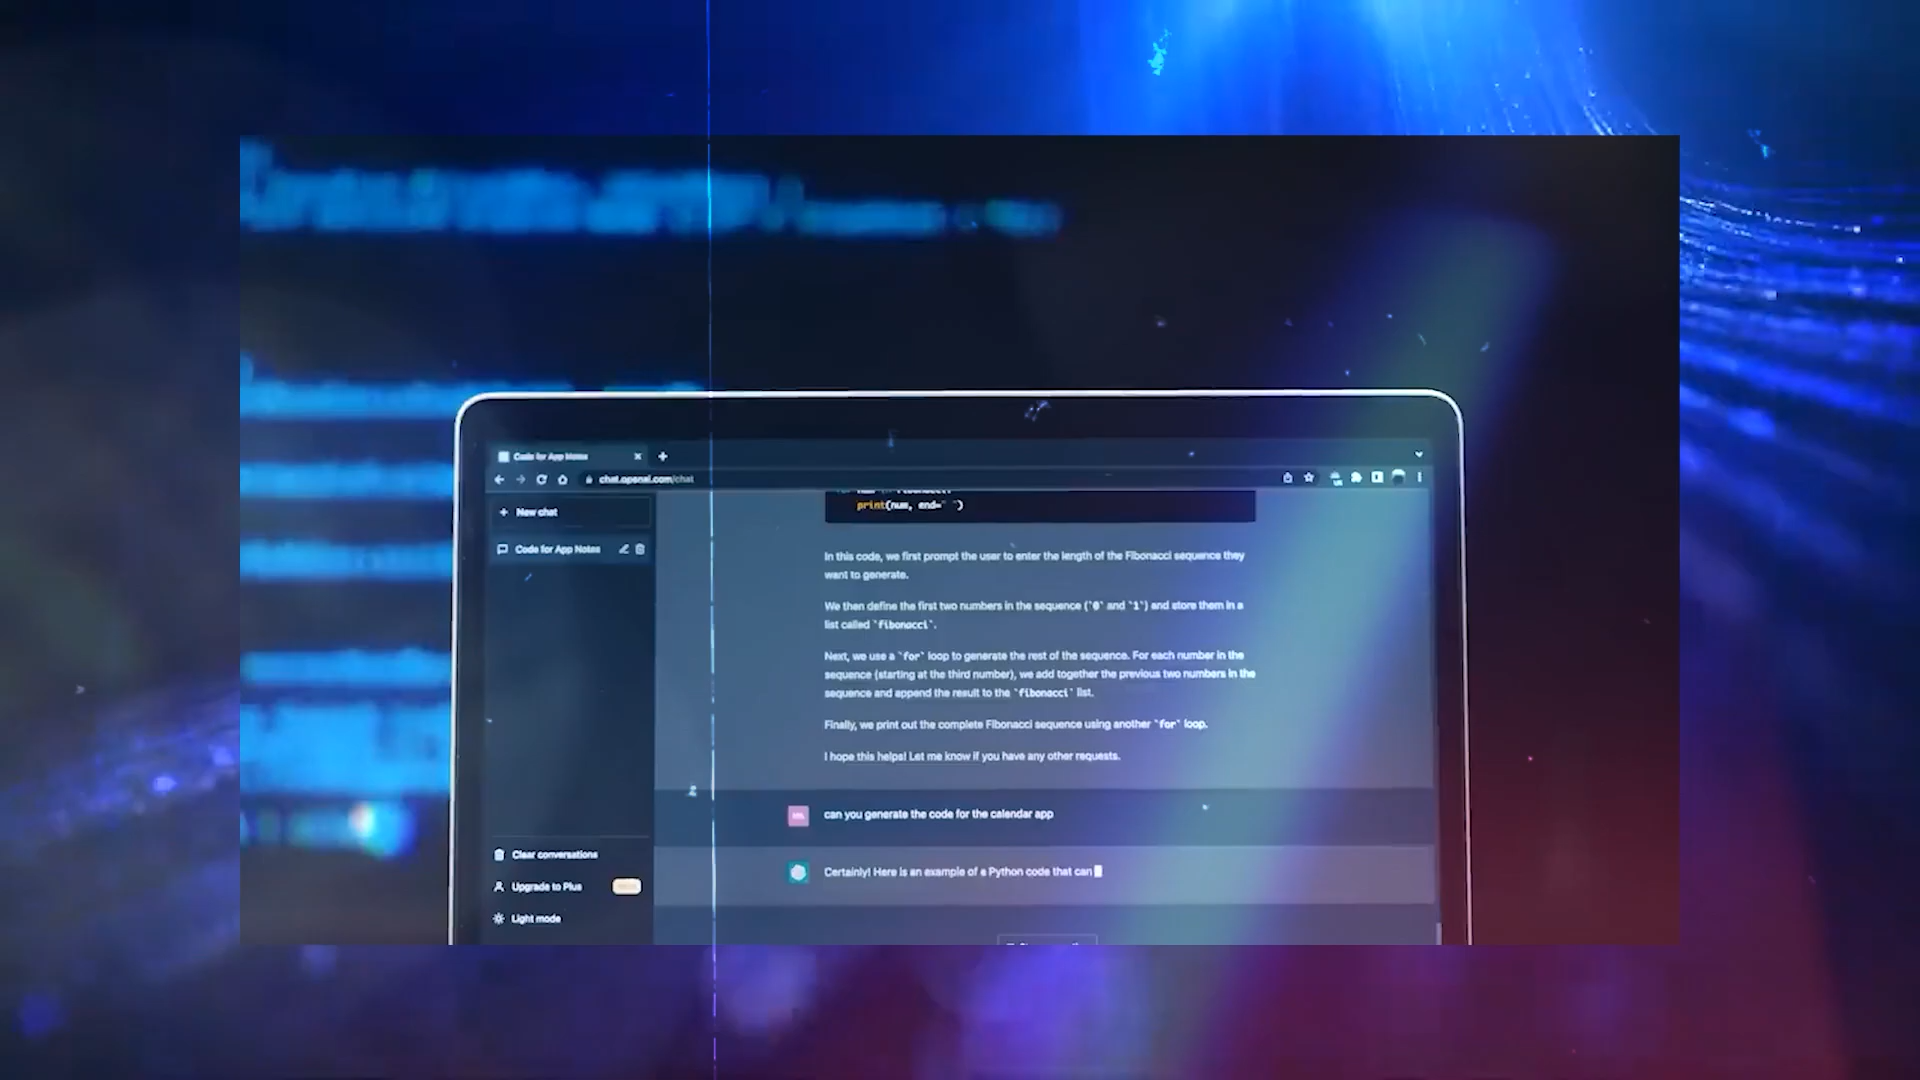 Code for App Notes
chat.openai.com/chat
New chat
Code for App Notes
print(num, end=" ")
In this code, we first prompt the user to enter the length of the Fibonacci sequence they
want to generate.
We then define the first two numbers in the sequence (`0` and `1`) and store them in a
list called `fibonacci`.
Next, we use a `for` loop to generate the rest of the sequence. For each number in the
sequence (starting at the third number), we add together the previous two numbers in the
sequence and append the result to the `fibonacci` list.
Finally, we print out the complete Fibonacci sequence using another `for` loop.
I hope this helps! Let me know if you have any other requests.
can you generate the code for the calendar app
Certainly! Here is an example of a Python code that can
Clear conversations
Upgrade to Plus
Light mode